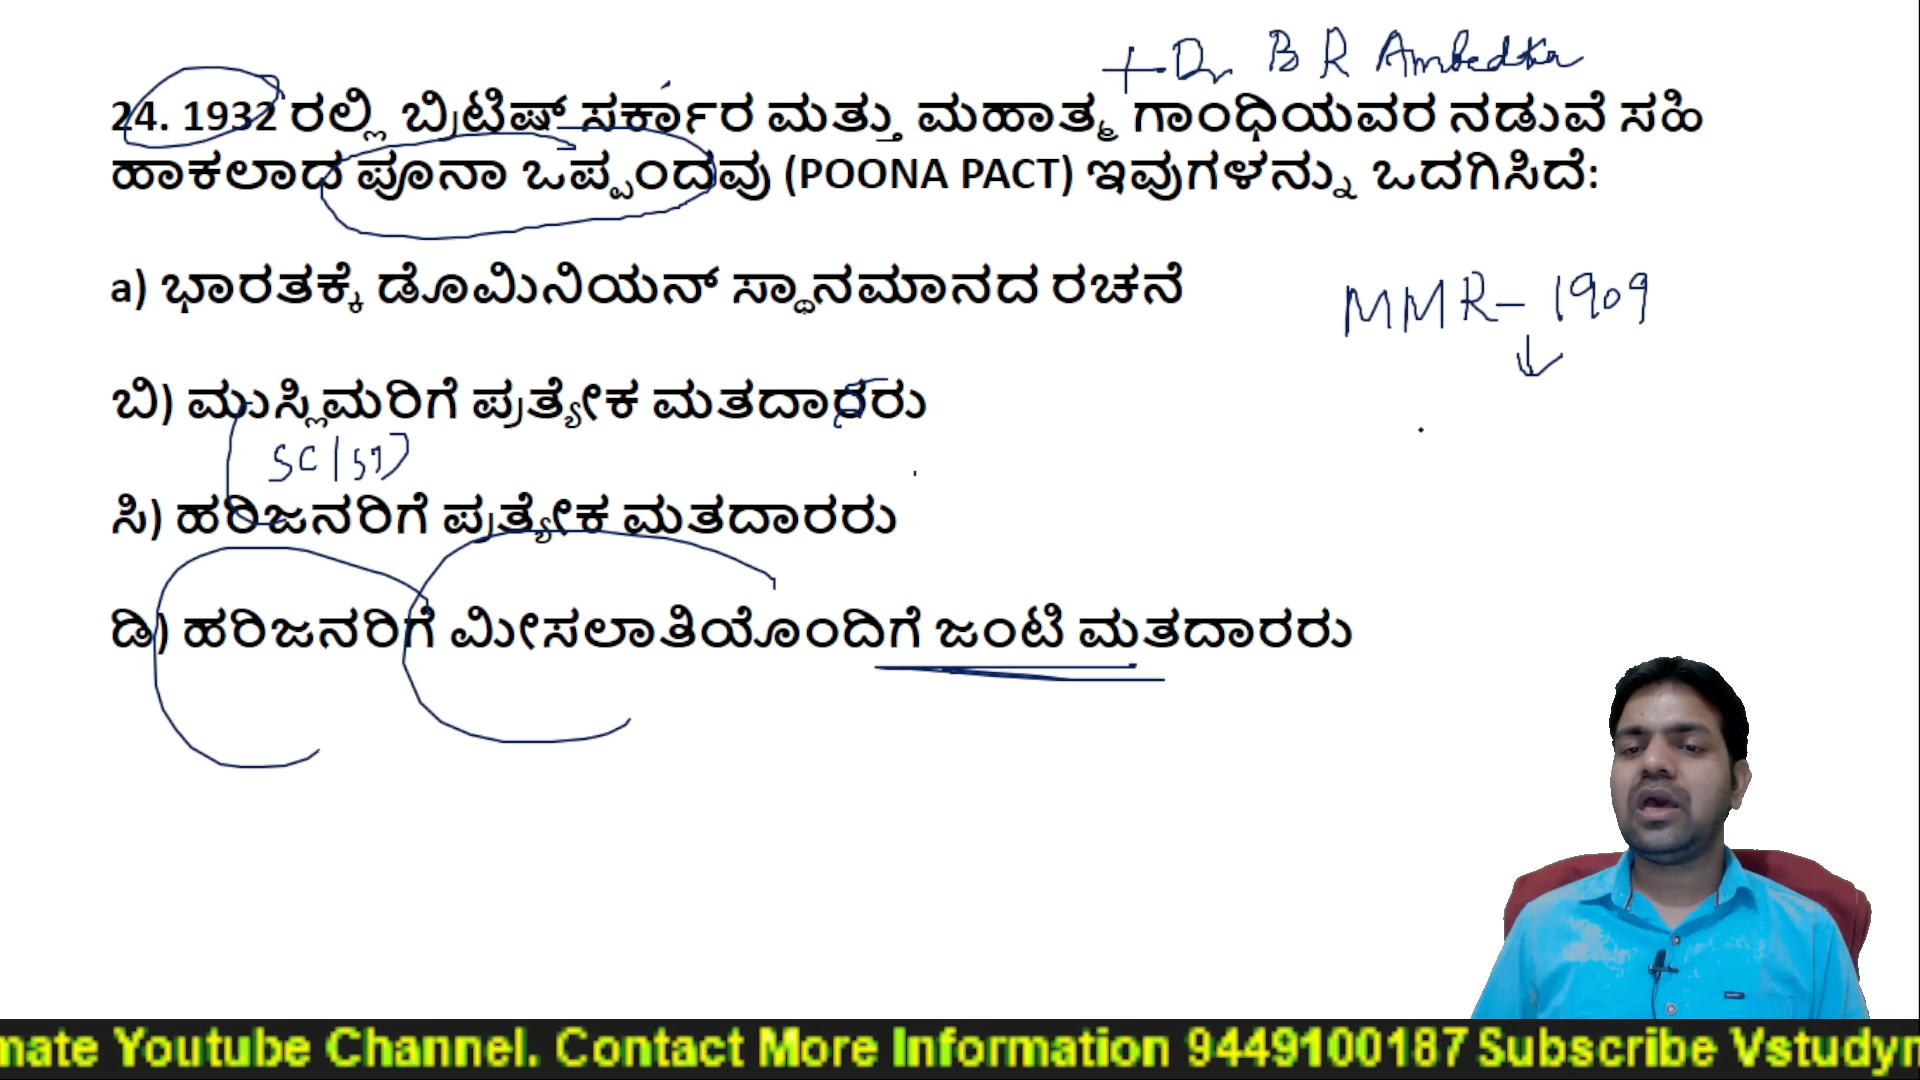 + Dr B R Ambedkar
24. 1932 ರಲ್ಲಿ ಬ್ರಿಟಿಷ್ ಸರ್ಕಾರ ಮತ್ತು ಮಹಾತ್ಮ ಗಾಂಧಿಯವರ ನಡುವೆ ಸಹಿ
ಹಾಕಲಾದ ಪೂನಾ ಒಪ್ಪಂದವು (POONA PACT) ಇವುಗಳನ್ನು ಒದಗಿಸಿದೆ:
a) ಭಾರತಕ್ಕೆ ಡೊಮಿನಿಯನ್ ಸ್ಥಾನಮಾನದ ರಚನೆ
MMR - 1909
ಬಿ) ಮುಸ್ಲಿಮರಿಗೆ ಪ್ರತ್ಯೇಕ ಮತದಾರರು
SC/ST)
ಸಿ) ಹರಿಜನರಿಗೆ ಪ್ರತ್ಯೇಕ ಮತದಾರರು
ಡಿ) ಹರಿಜನರಿಗೆ ಮೀಸಲಾತಿಯೊಂದಿಗೆ ಜಂಟಿ ಮತದಾರರು
mate Youtube Channel. Contact More Information 9449100187 Subscribe Vstudyn